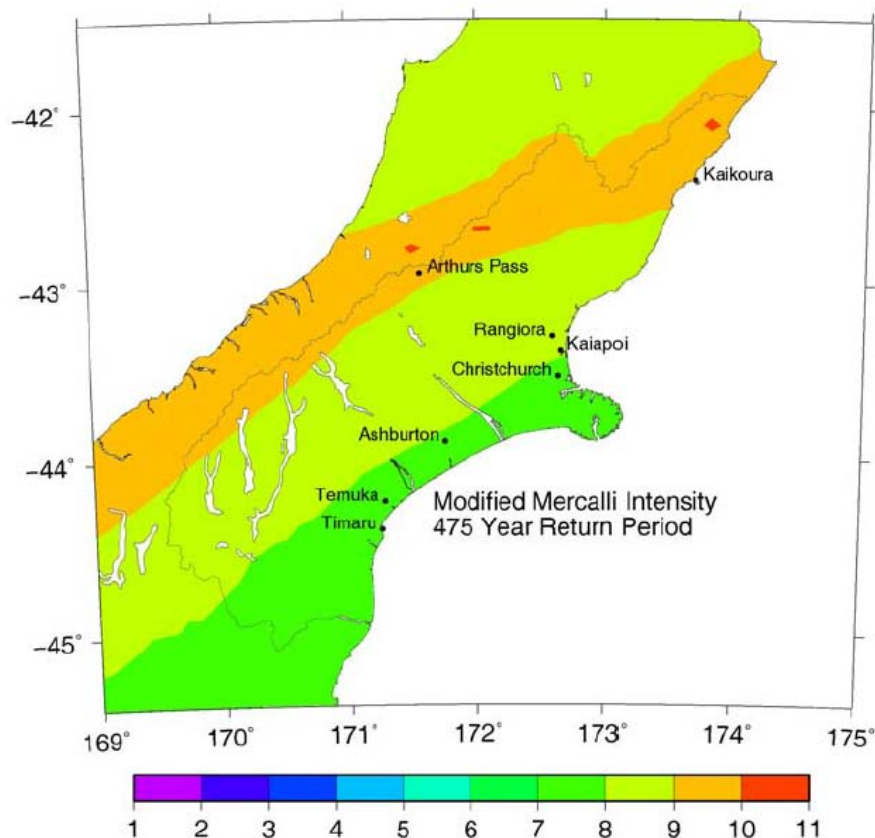 −42°
Kaikoura
Arthurs Pass
−43°
Rangiora
Kaiapoi
Christchurch
Ashburton
−44°
Temuka
Modified Mercalli Intensity
Timaru
475 Year Return Period
−45°
169° 170° 171° 172° 173° 174° 175°
1 2 3 4 5 6 7 8 9 10 11